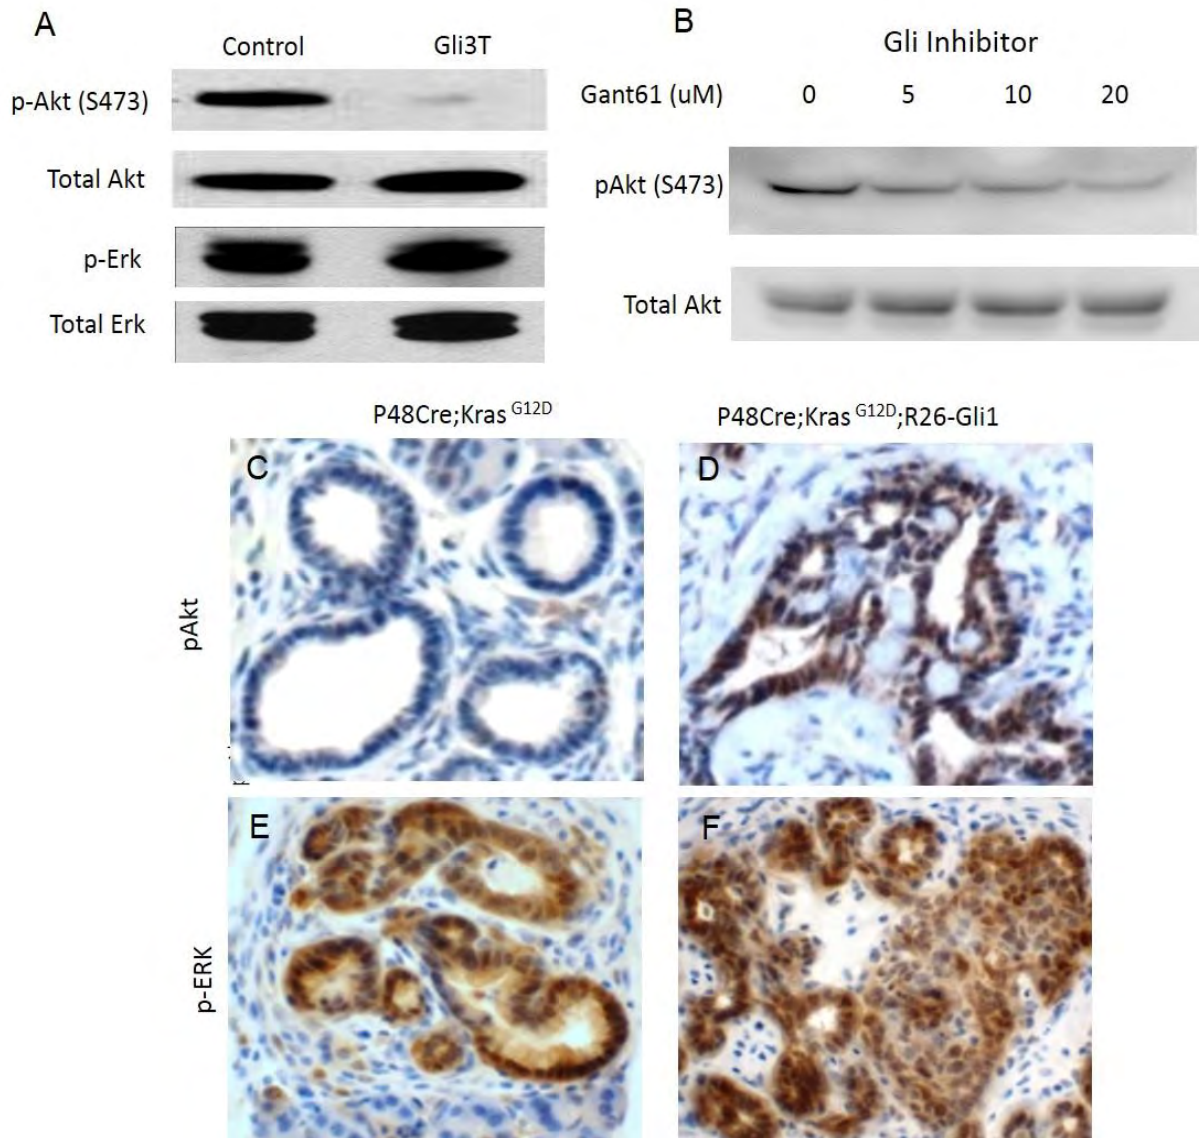 A
Control Gli3T
p-Akt (S473)
Total Akt
p-Erk
Total Erk
B
Gli Inhibitor
Gant61 (uM) 0 5 10 20
pAkt (S473)
Total Akt
P48Cre;Kras G12D
P48Cre;Kras G12D;R26-Gli1
pAkt
C
D
p-ERK
E
F